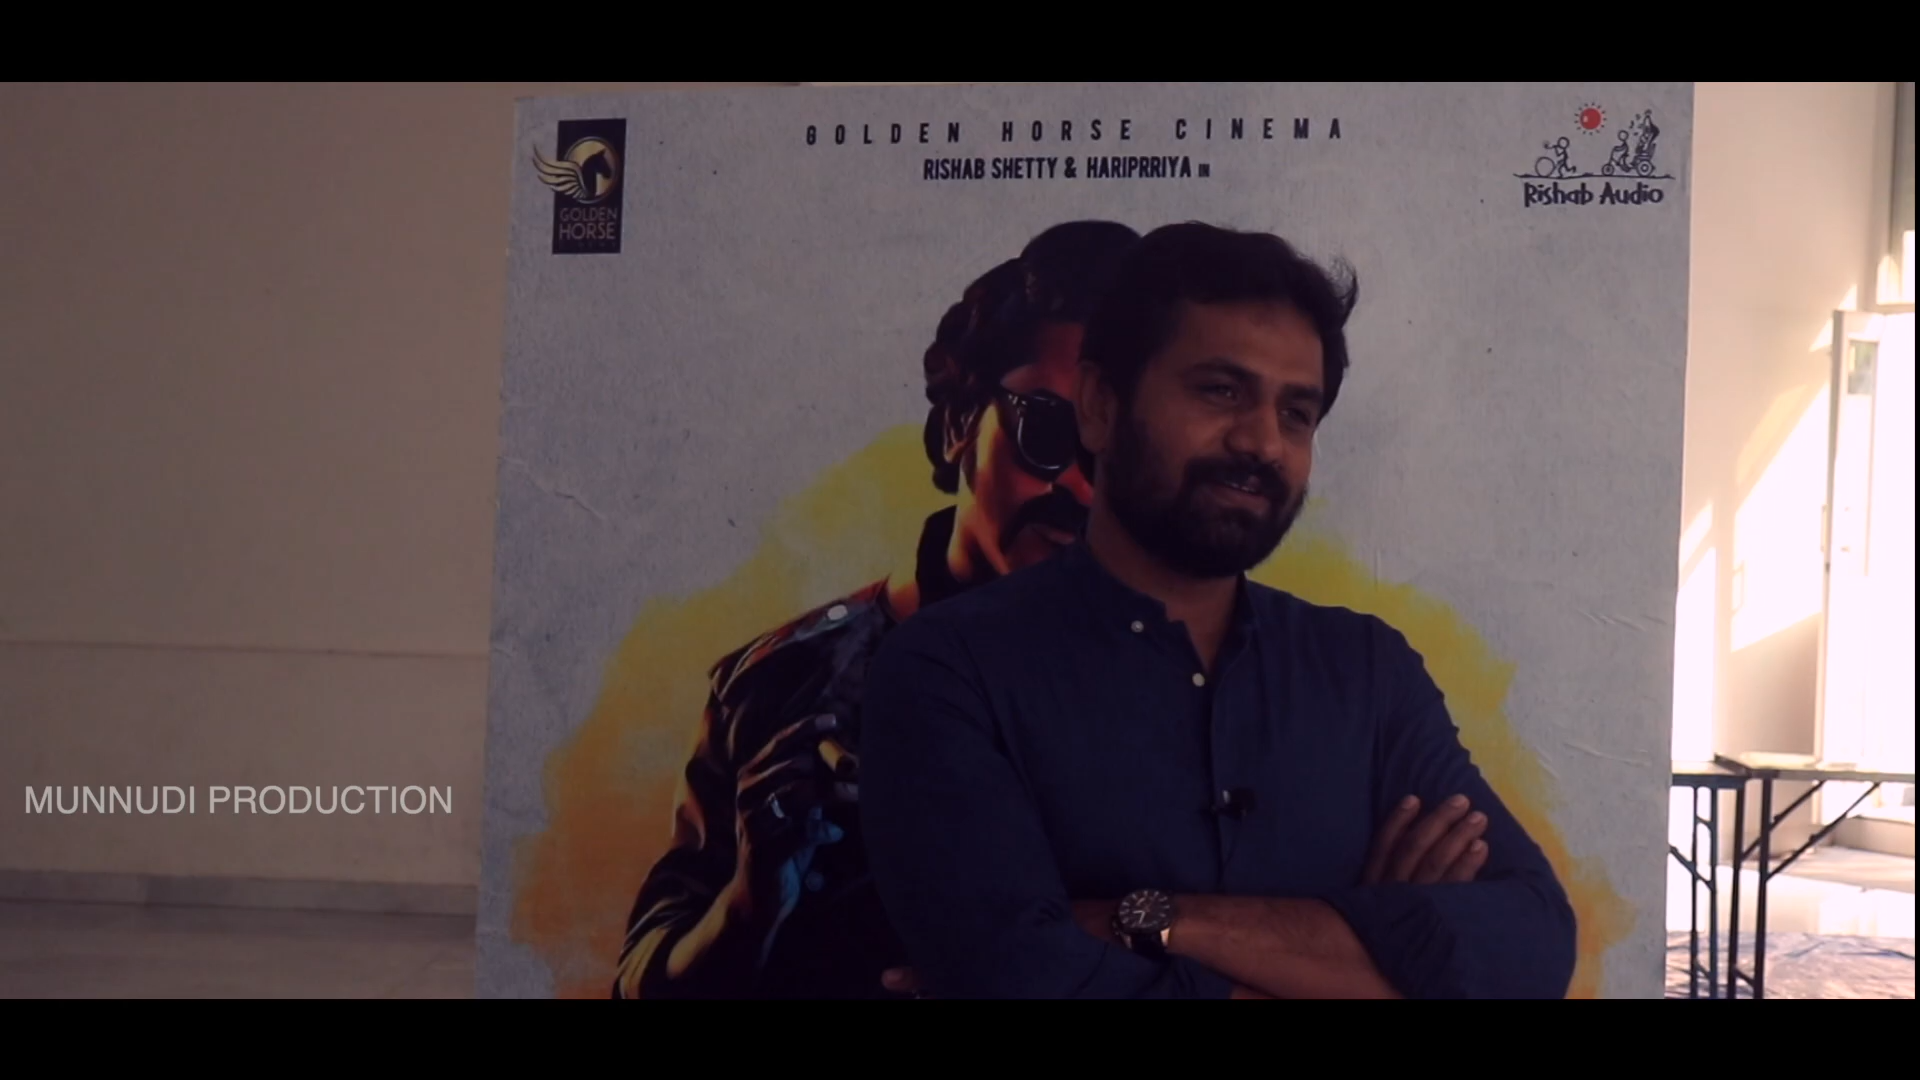 GOLDEN HORSE CINEMA
RISHAB SHETTY & HARIPRRIYA IN
GOLDEN
HORSE
Rishab Audio
MUNNUDI PRODUCTION